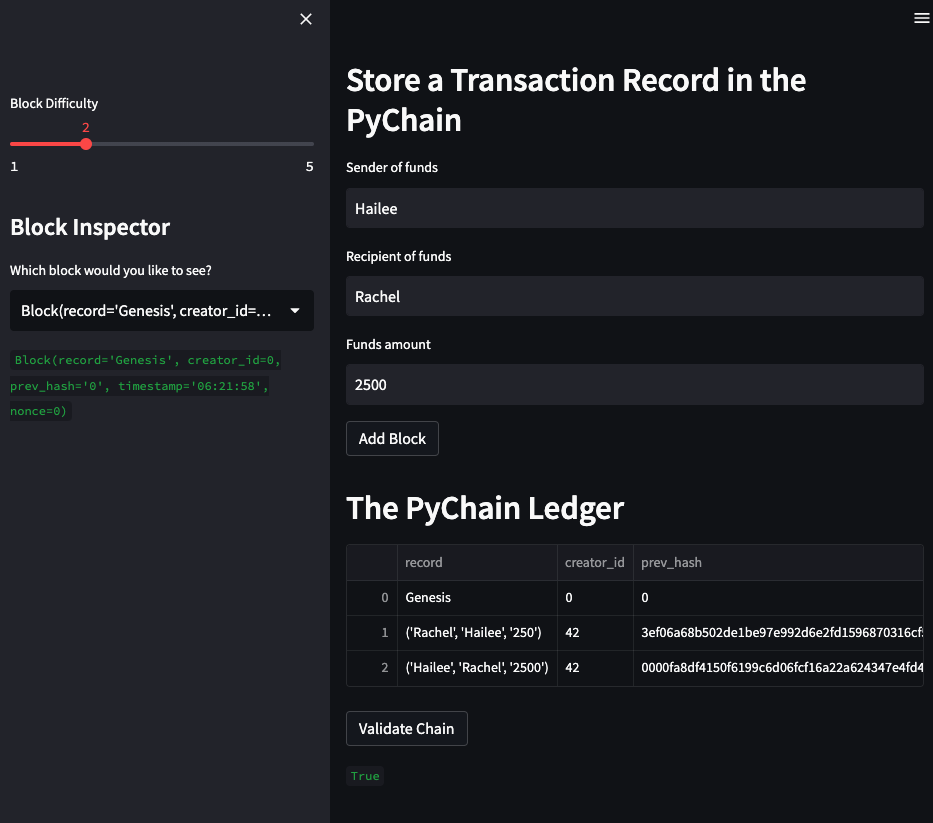 Block Difficulty
2
1 5
Block Inspector
Which block would you like to see?
Block(record='Genesis', creator_id=...
Block(record='Genesis', creator_id=0,
prev_hash='0', timestamp='06:21:58',
nonce=0)
Store a Transaction Record in the
PyChain
Sender of funds
Hailee
Recipient of funds
Rachel
Funds amount
2500
Add Block
The PyChain Ledger
record creator_id prev_hash
0 Genesis 0 0
1 ('Rachel', 'Hailee', '250') 42 3ef06a68b502de1be97e992d6e2fd1596870316cf
2 ('Hailee', 'Rachel', '2500') 42 0000fa8df4150f6199c6d06fcf16a22a624347e4fd4
Validate Chain
True